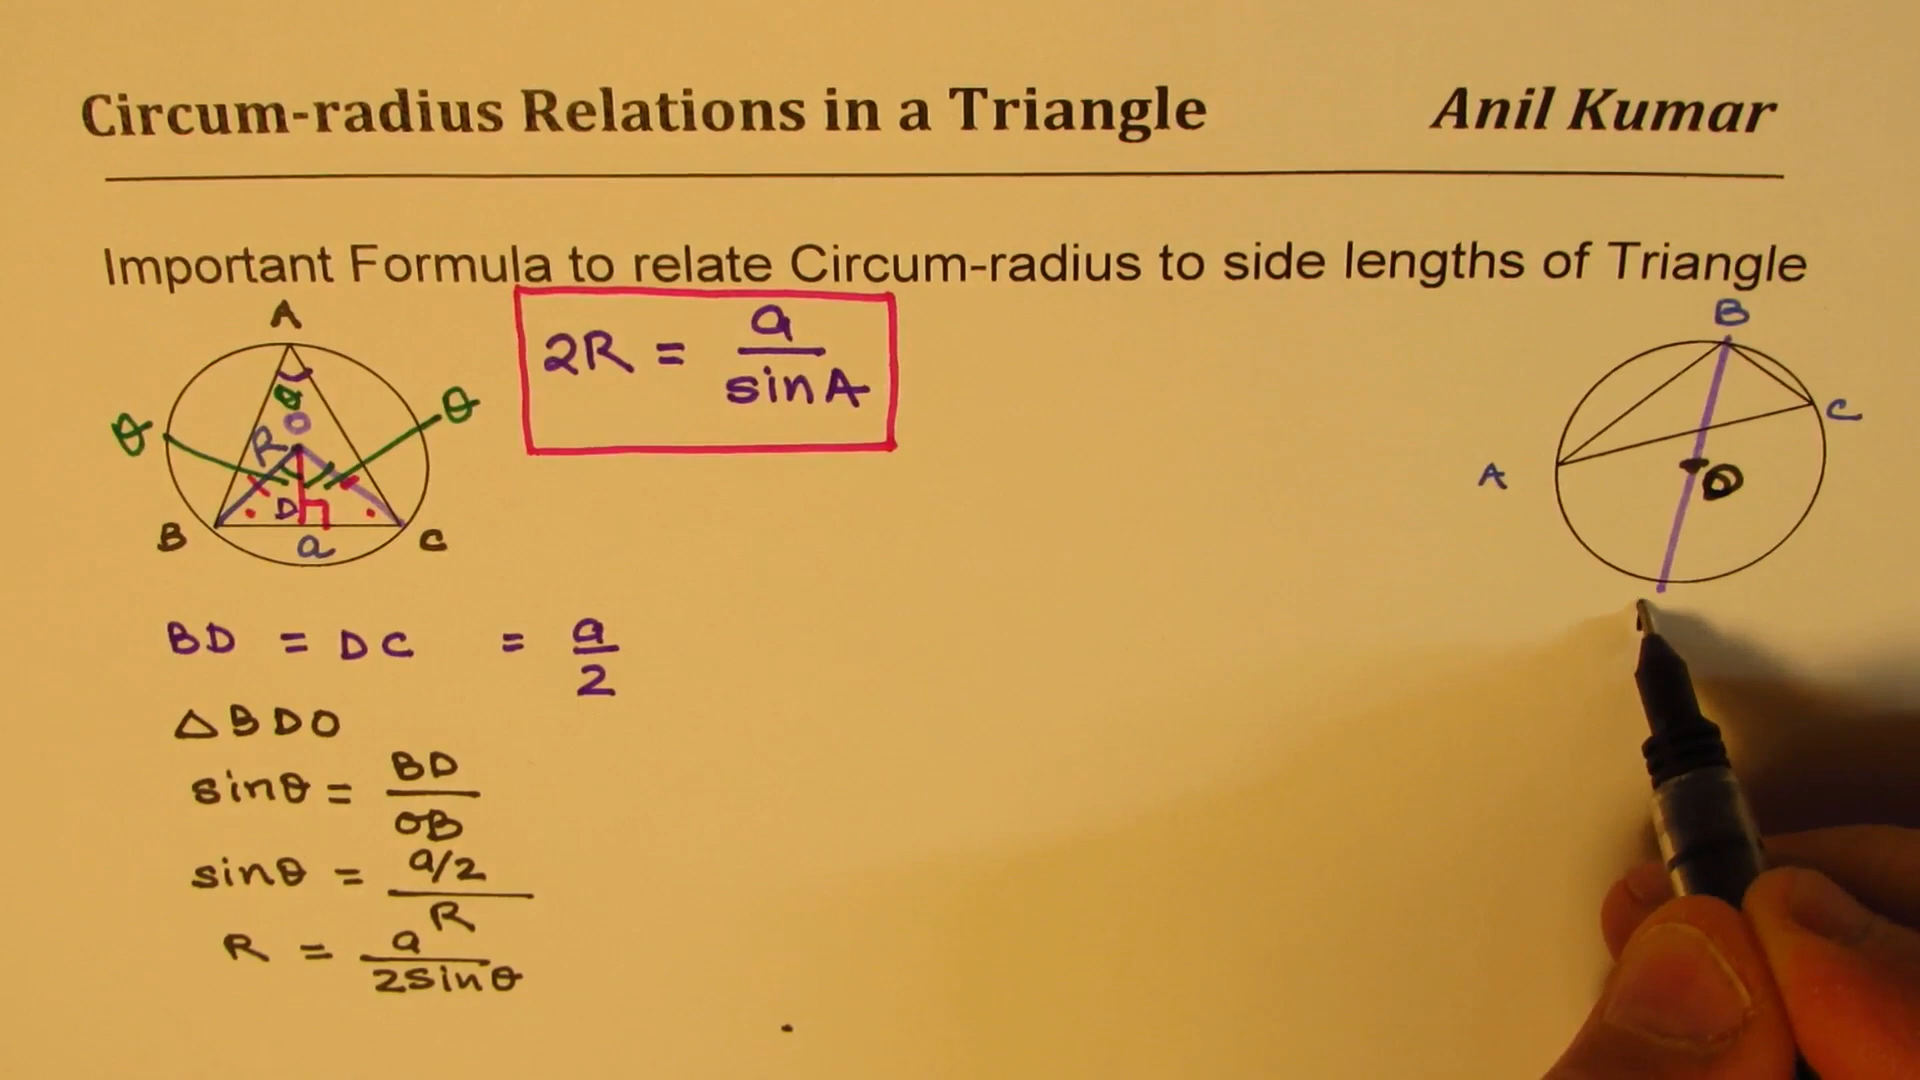 Circum-radius Relations in a Triangle Anil Kumar
Important Formula to relate Circum-radius to side lengths of Triangle
A
θ
θ
θ
O
R
D
B
a
C
2R = a / sin A
B
C
A
O
BD = DC = a/2
△BDO
sinθ = BD / OB
sinθ = a/2 / R
R = a / 2sinθ